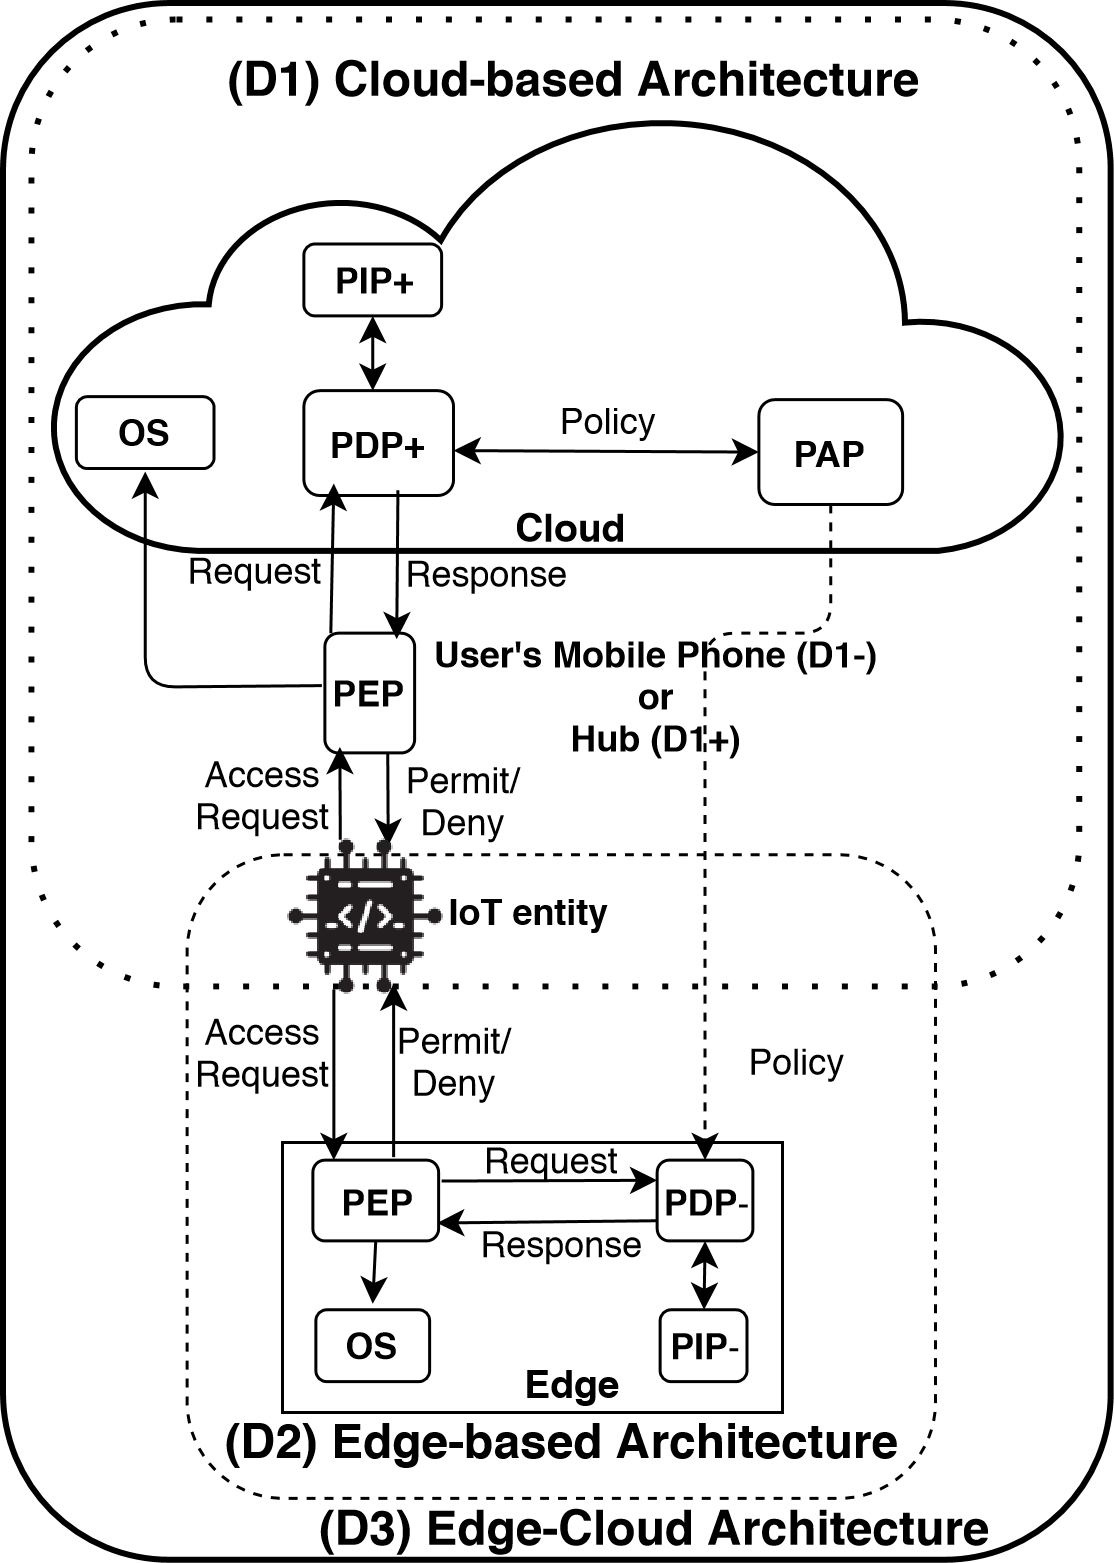 (D1) Cloud-based Architecture
PIP+
OS
PDP+
Policy
PAP
Cloud
Request
Response
PEP
User's Mobile Phone (D1-)
or
Hub (D1+)
Access
Request
Permit/
Deny
</>
IoT entity
Access
Request
Permit/
Deny
Policy
PEP
Request
Response
PDP-
OS
PIP-
Edge
(D2) Edge-based Architecture
(D3) Edge-Cloud Architecture